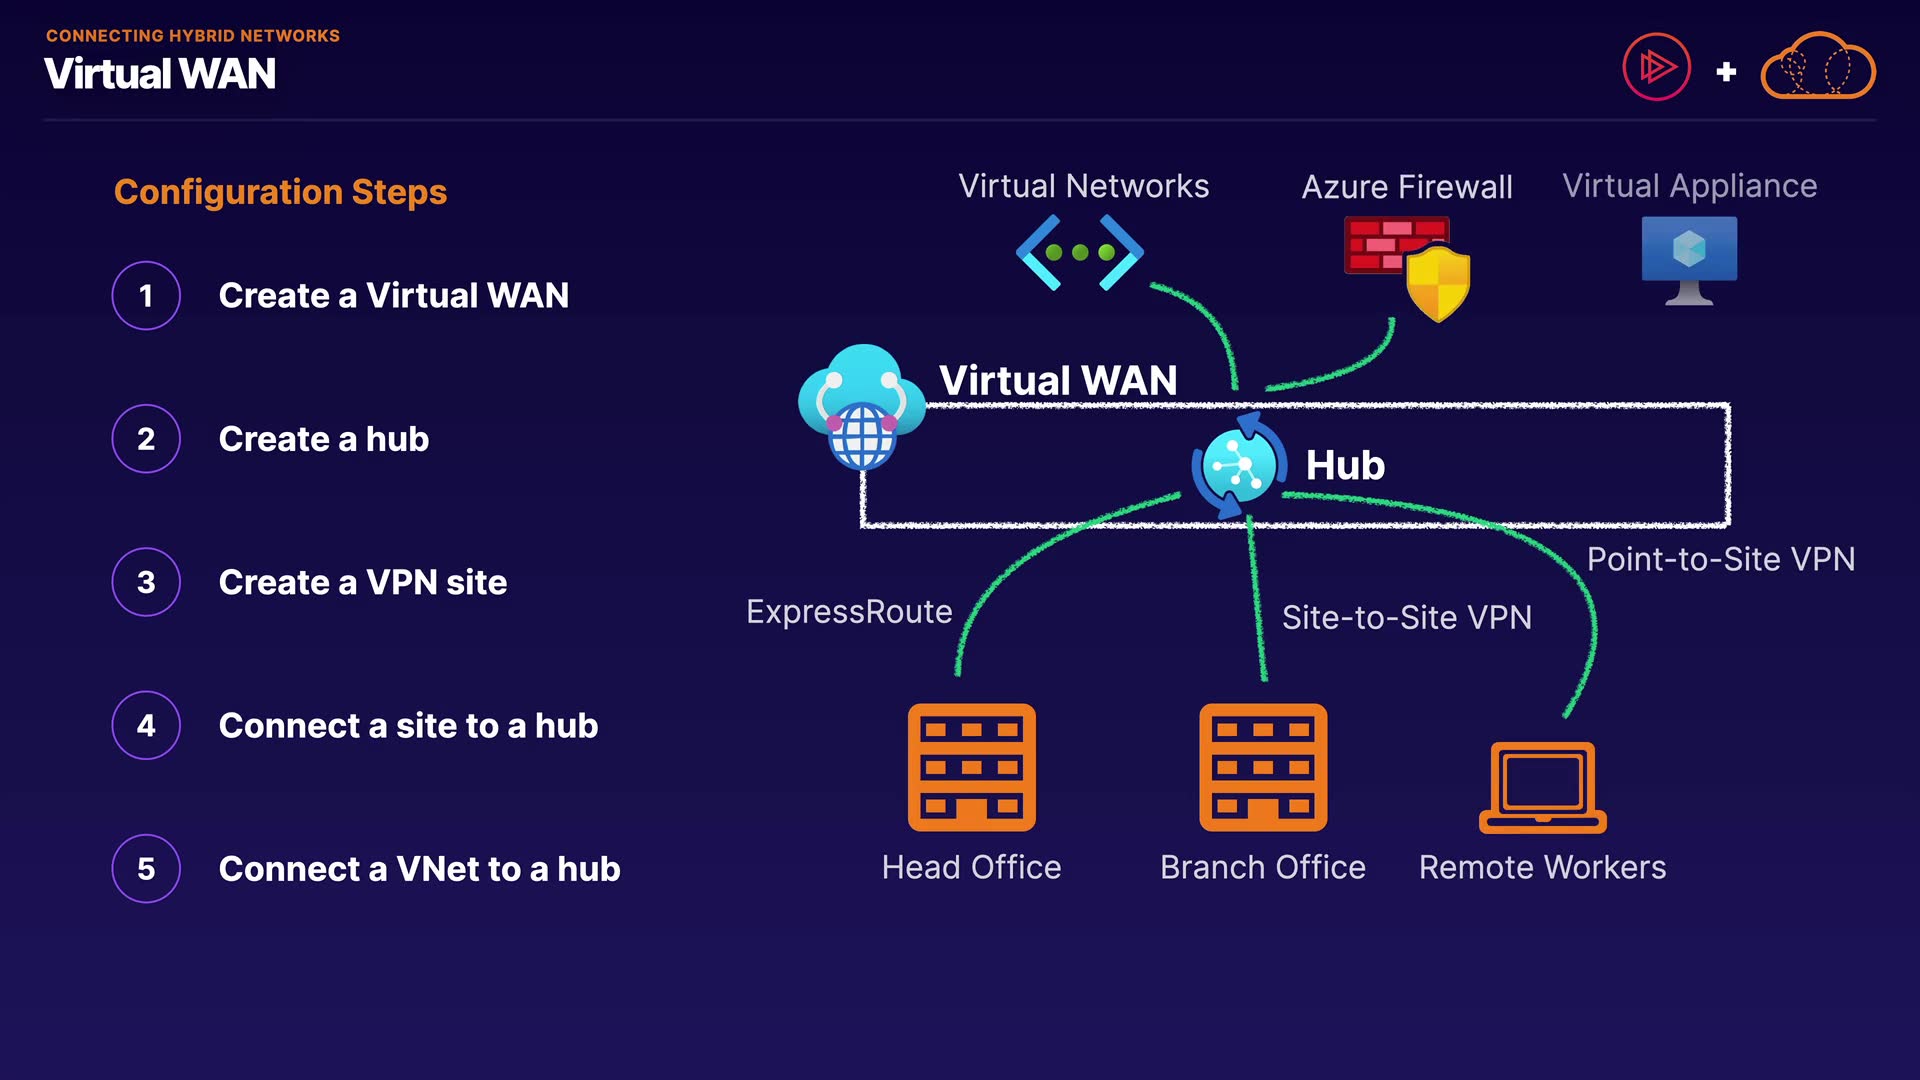 CONNECTING HYBRID NETWORKS
Virtual WAN
Configuration Steps
1 Create a Virtual WAN
2 Create a hub
3 Create a VPN site
4 Connect a site to a hub
5 Connect a VNet to a hub
Virtual Networks
Azure Firewall
Virtual Appliance
Virtual WAN
Hub
Point-to-Site VPN
ExpressRoute
Site-to-Site VPN
Head Office
Branch Office
Remote Workers